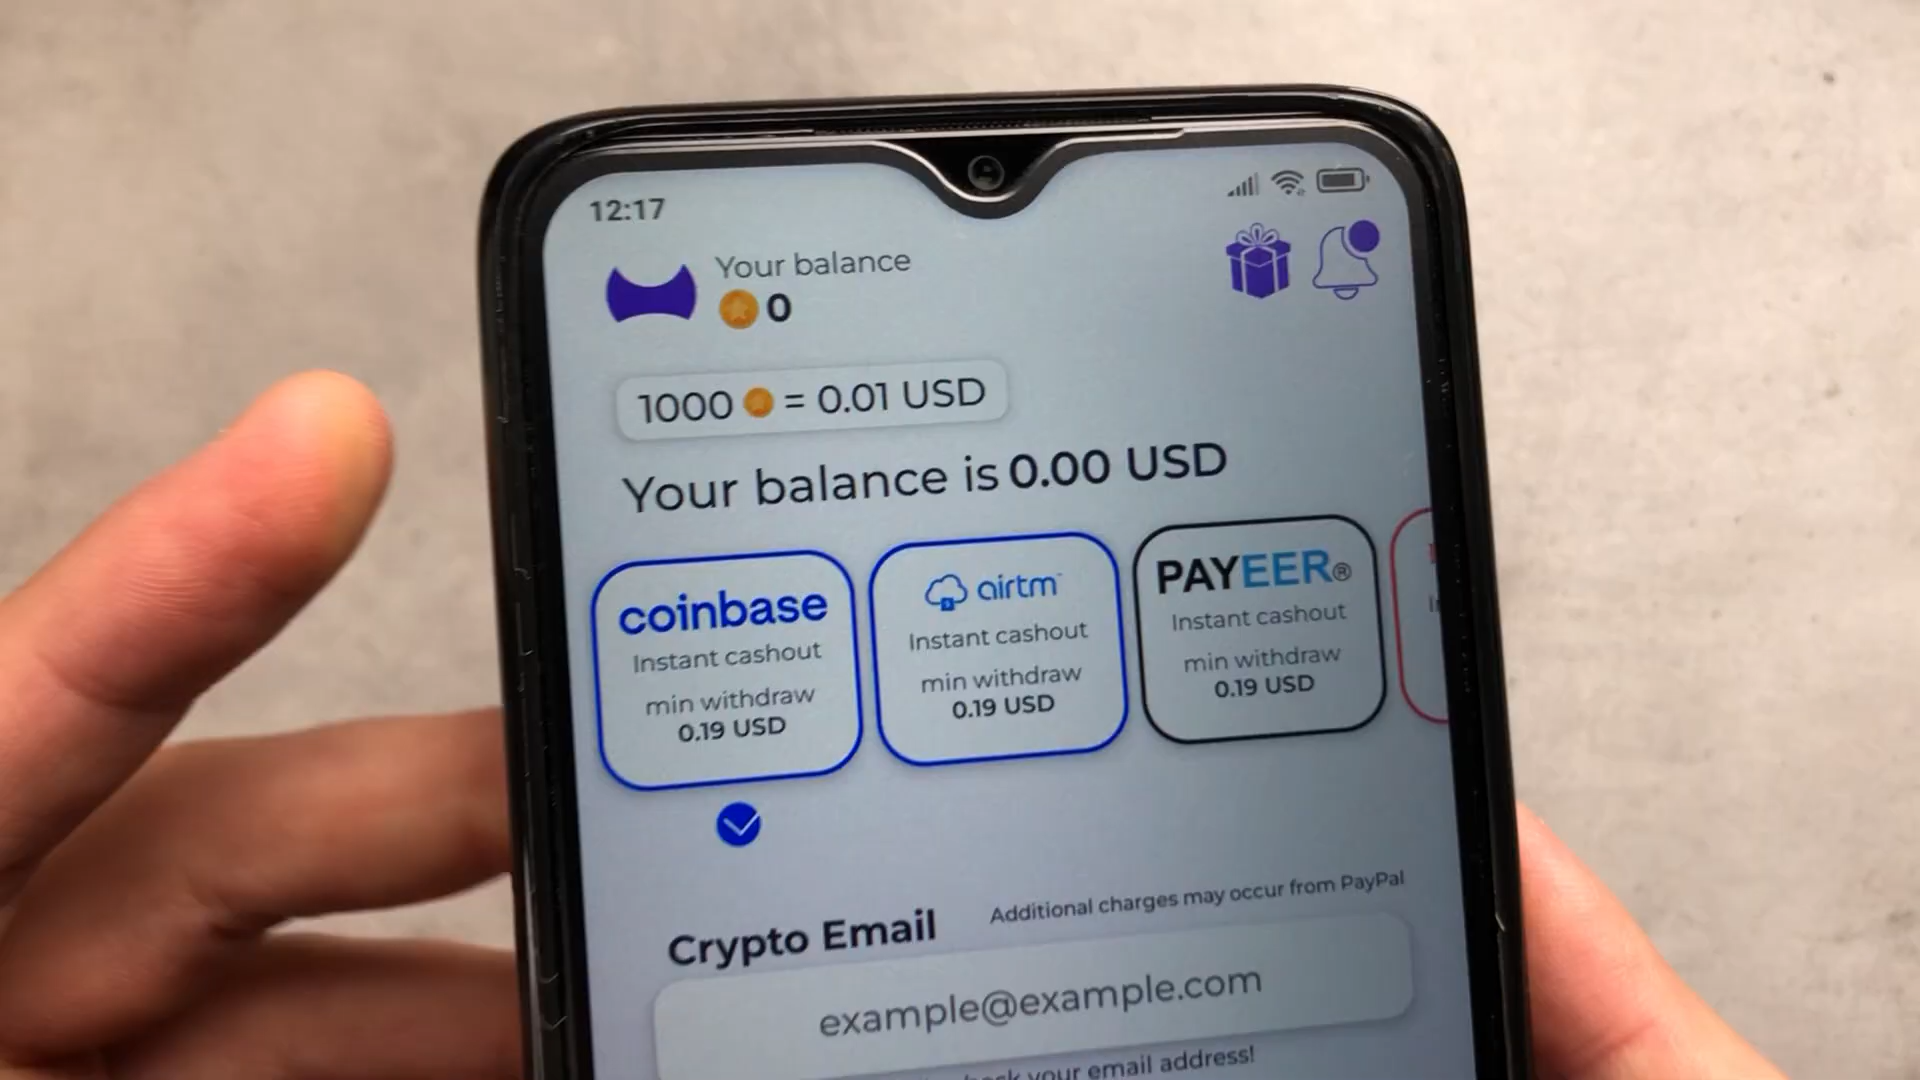 12:17
Your balance
0
1000 = 0.01 USD
Your balance is 0.00 USD
coinbase
Instant cashout
min withdraw
0.19 USD
airtm
Instant cashout
min withdraw
0.19 USD
PAYEER®
Instant cashout
min withdraw
0.19 USD
Crypto Email
Additional charges may occur from PayPal
example@example.com
your email address!